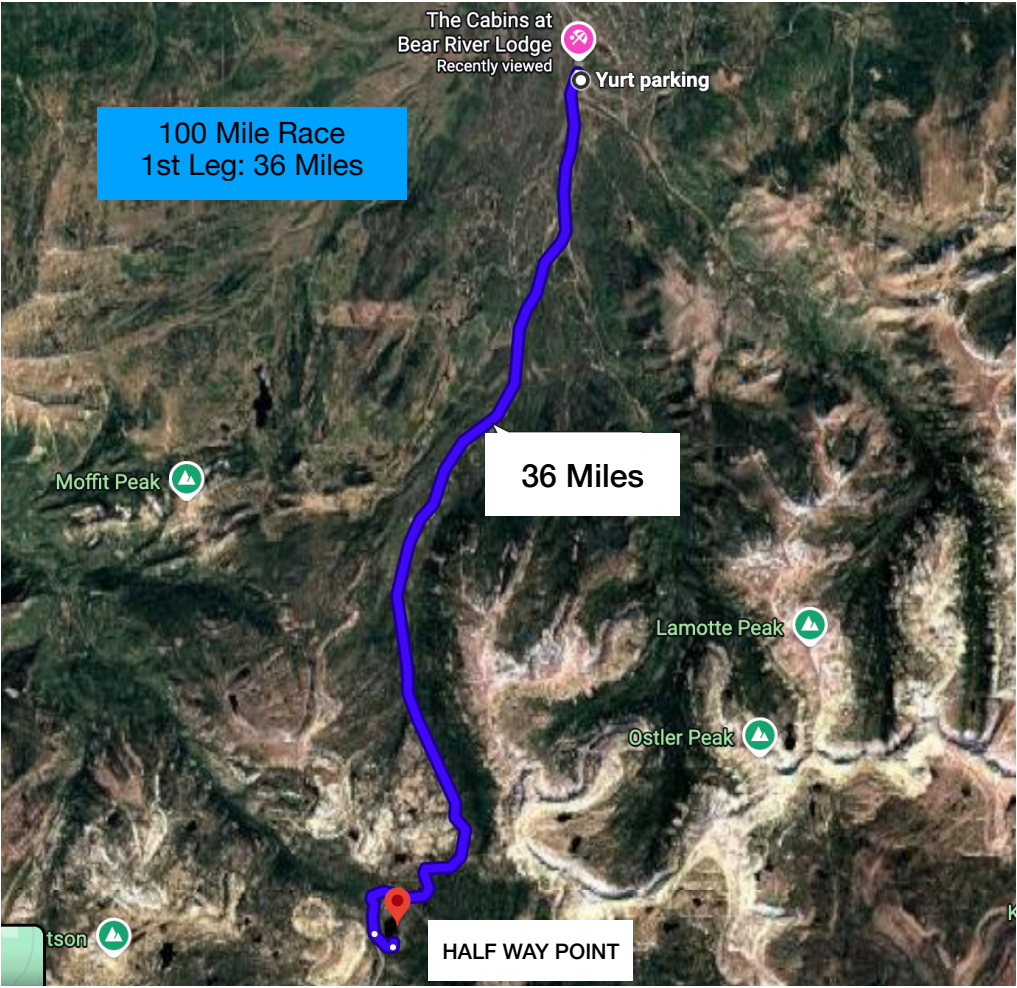 The Cabins at
Bear River Lodge
Recently viewed
Yurt parking
100 Mile Race
1st Leg: 36 Miles
36 Miles
Moffit Peak
Lamotte Peak
Ostler Peak
K
tson
HALF WAY POINT